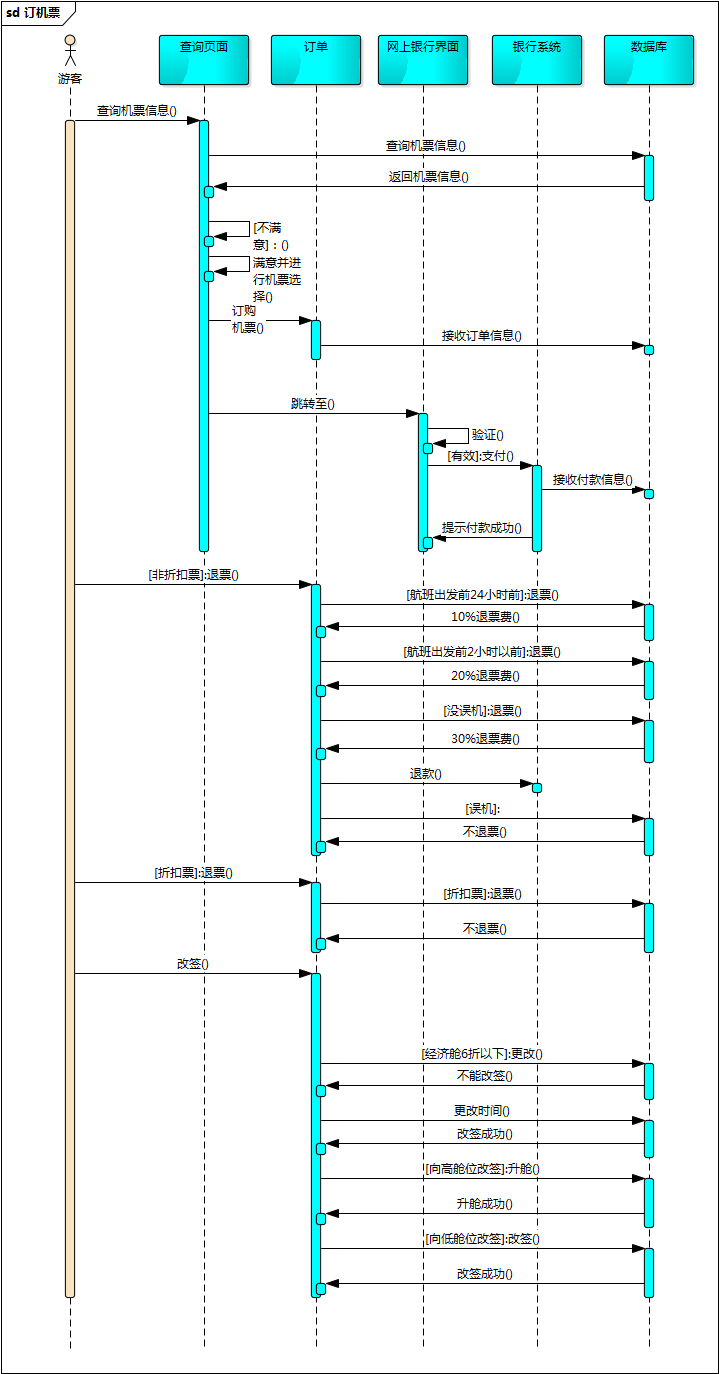 sd 订机票
查询页面
订单
网上银行界面
银行系统
数据库
游客
查询机票信息()
查询机票信息()
返回机票信息()
[不满
意]：()
满意并进
行机票选
择()
订购
机票()
接收订单信息()
跳转至()
验证()
[有效]:支付()
接收付款信息()
提示付款成功()
[非折扣票]:退票()
[航班出发前24小时前]:退票()
10%退票费()
[航班出发前2小时以前]:退票()
20%退票费()
[没误机]:退票()
30%退票费()
退款()
[误机]:
不退票()
[折扣票]:退票()
[折扣票]:退票()
不退票()
改签()
[经济舱6折以下]:更改()
不能改签()
更改时间()
改签成功()
[向高舱位改签]:升舱()
升舱成功()
[向低舱位改签]:改签()
改签成功()